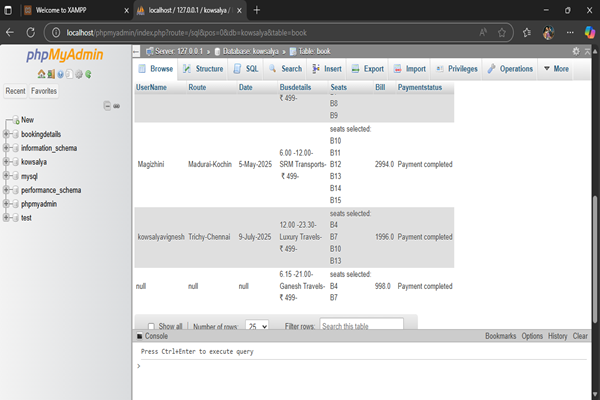 Welcome to XAMPP
localhost / 127.0.0.1 / kowsalya /
localhost/phpmyadmin/index.php?route=/sql&pos=0&db=kowsalya&table=book
phpMyAdmin
Server: 127.0.0.1 » Database: kowsalya » Table: book
Browse Structure SQL Search Insert Export Import Privileges Operations More
Recent Favorites
New
bookingdetails
information_schema
kowsalya
mysql
performance_schema
phpmyadmin
test
UserName Route Date Busdetails Seats Bill Paymentstatus
₹ 499-
B8
B9
Magizhini Madurai-Kochin 5-May-2025 6.00 -12.00- SRM Transports- ₹ 499- seats selected: B10 B11 B12 B13 B14 B15 2994.0 Payment completed
kowsalyavignesh Trichy-Chennai 9-July-2025 12.00 -23.30- Luxury Travels- ₹ 499- seats selected: B4 B7 B10 B13 1996.0 Payment completed
null null null 6.15 -21.00- Ganesh Travels- ₹ 499- seats selected: B4 B7 998.0 Payment completed
Show all Number of rows: 25 Filter rows: Search this table
Console Bookmarks Options History Clear
Press Ctrl+Enter to execute query
>